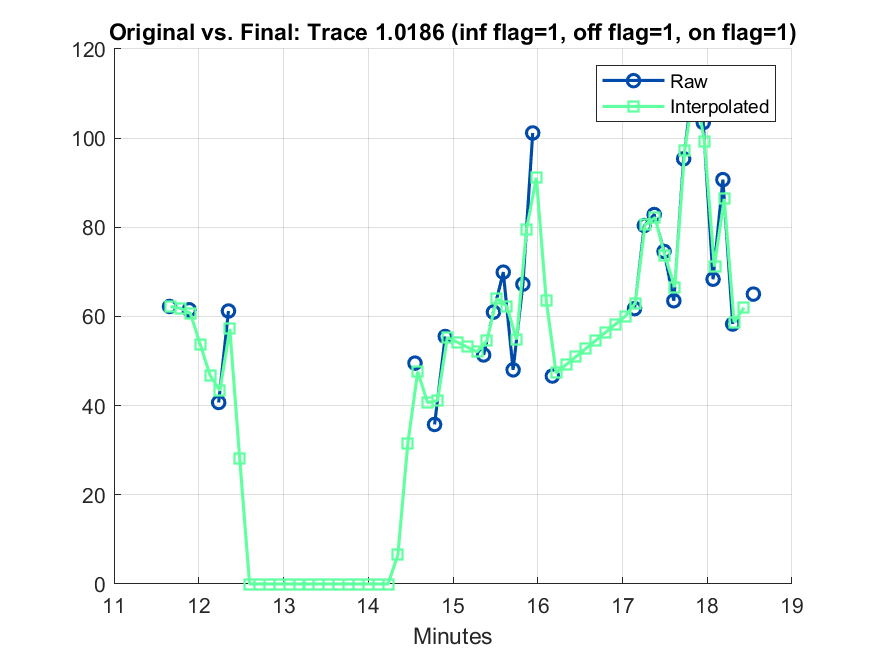 Original vs. Final: Trace 1.0186 (inf flag=1, off flag=1, on flag=1)
120
100
80
60
40
20
0
Raw
Interpolated
11 12 13 14 15 16 17 18 19
Minutes